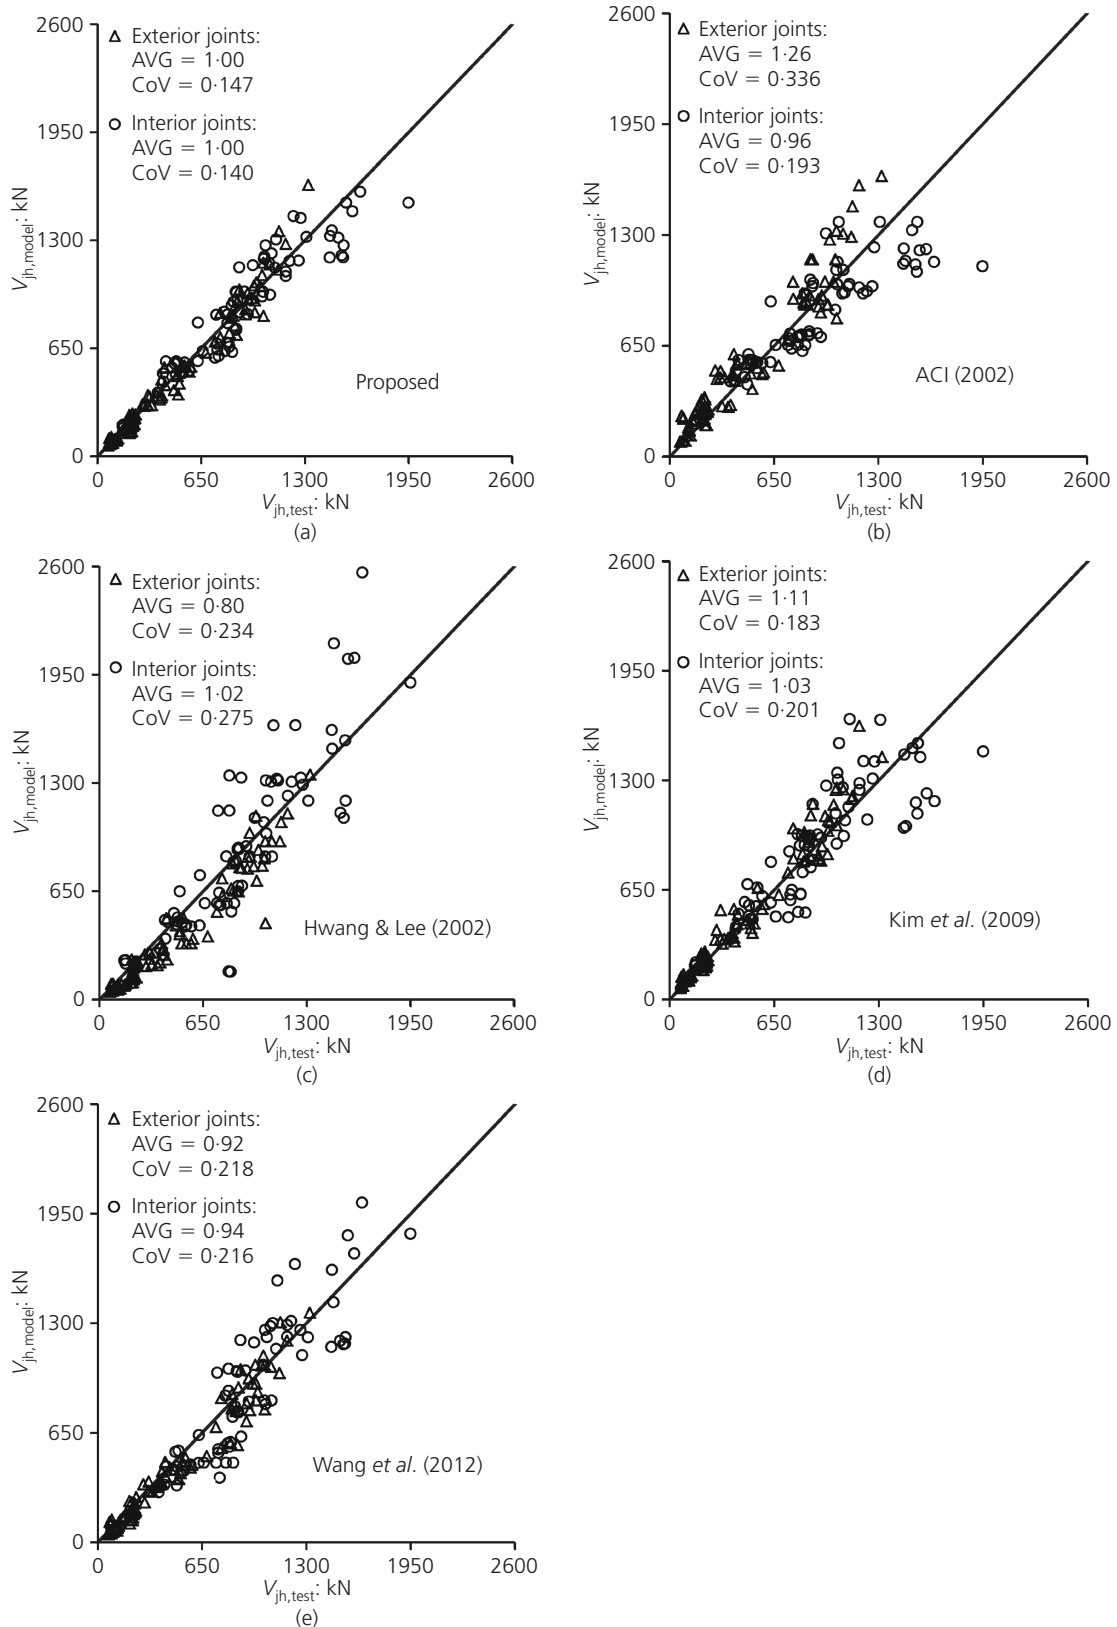 2600
1950
1300
650
0
V_jh,model: kN
Exterior joints:
AVG = 1·00
CoV = 0·147
Interior joints:
AVG = 1·00
CoV = 0·140
Proposed
0 650 1300 1950 2600
V_jh,test: kN
(a)
2600
1950
1300
650
0
V_jh,model: kN
Exterior joints:
AVG = 1·26
CoV = 0·336
Interior joints:
AVG = 0·96
CoV = 0·193
ACI (2002)
0 650 1300 1950 2600
V_jh,test: kN
(b)
2600
1950
1300
650
0
V_jh,model: kN
Exterior joints:
AVG = 0·80
CoV = 0·234
Interior joints:
AVG = 1·02
CoV = 0·275
Hwang & Lee (2002)
0 650 1300 1950 2600
V_jh,test: kN
(c)
2600
1950
1300
650
0
V_jh,model: kN
Exterior joints:
AVG = 1·11
CoV = 0·183
Interior joints:
AVG = 1·03
CoV = 0·201
Kim et al. (2009)
0 650 1300 1950 2600
V_jh,test: kN
(d)
2600
1950
1300
650
0
V_jh,model: kN
Exterior joints:
AVG = 0·92
CoV = 0·218
Interior joints:
AVG = 0·94
CoV = 0·216
Wang et al. (2012)
0 650 1300 1950 2600
V_jh,test: kN
(e)